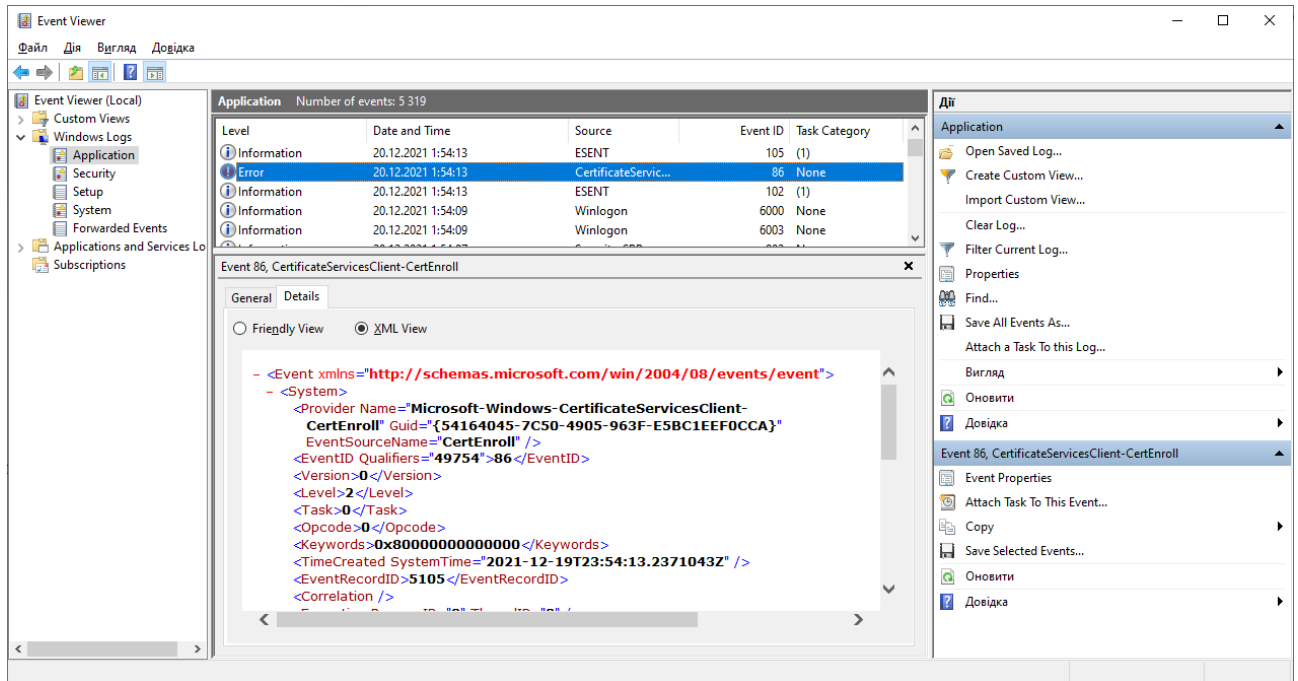 Event Viewer
Файл Дія Вигляд Довідка
Event Viewer (Local)
Custom Views
Windows Logs
Application
Security
Setup
System
Forwarded Events
Applications and Services Lo
Subscriptions
Application Number of events: 5 319
Level Date and Time Source Event ID Task Category
Information 20.12.2021 1:54:13 ESENT 105 (1)
Error 20.12.2021 1:54:13 CertificateServic... 86 None
Information 20.12.2021 1:54:13 ESENT 102 (1)
Information 20.12.2021 1:54:09 Winlogon 6000 None
Information 20.12.2021 1:54:09 Winlogon 6003 None
Event 86, CertificateServicesClient-CertEnroll
General Details
Friendly View XML View
- <Event xmlns="http://schemas.microsoft.com/win/2004/08/events/event">
- <System>
<Provider Name="Microsoft-Windows-CertificateServicesClient-
CertEnroll" Guid="{54164045-7C50-4905-963F-E5BC1EEF0CCA}"
EventSourceName="CertEnroll" />
<EventID Qualifiers="49754">86</EventID>
<Version>0</Version>
<Level>2</Level>
<Task>0</Task>
<Opcode>0</Opcode>
<Keywords>0x80000000000000</Keywords>
<TimeCreated SystemTime="2021-12-19T23:54:13.2371043Z" />
<EventRecordID>5105</EventRecordID>
<Correlation />
Дії
Application
Open Saved Log...
Create Custom View...
Import Custom View...
Clear Log...
Filter Current Log...
Properties
Find...
Save All Events As...
Attach a Task To this Log...
Вигляд
Оновити
Довідка
Event 86, CertificateServicesClient-CertEnroll
Event Properties
Attach Task To This Event...
Copy
Save Selected Events...
Оновити
Довідка